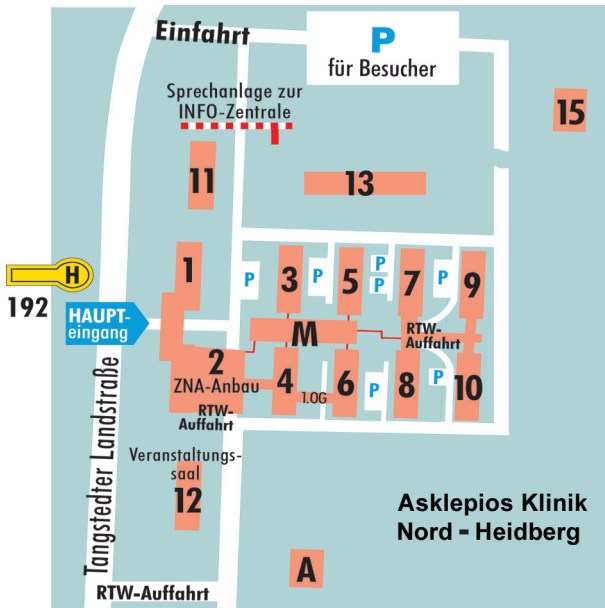 Einfahrt
P
für Besucher
Sprechanlage zur
INFO-Zentrale
15
11
13
H
192
1
P
3
P
5
P
P
7
P
9
HAUPT-
eingang
M
RTW-
Auffahrt
2
ZNA-Anbau
4
1.OG
6
P
8
P
10
RTW-
Auffahrt
Tangstedter Landstraße
Veranstaltungs-
saal
12
Asklepios Klinik
Nord - Heidberg
A
RTW-Auffahrt